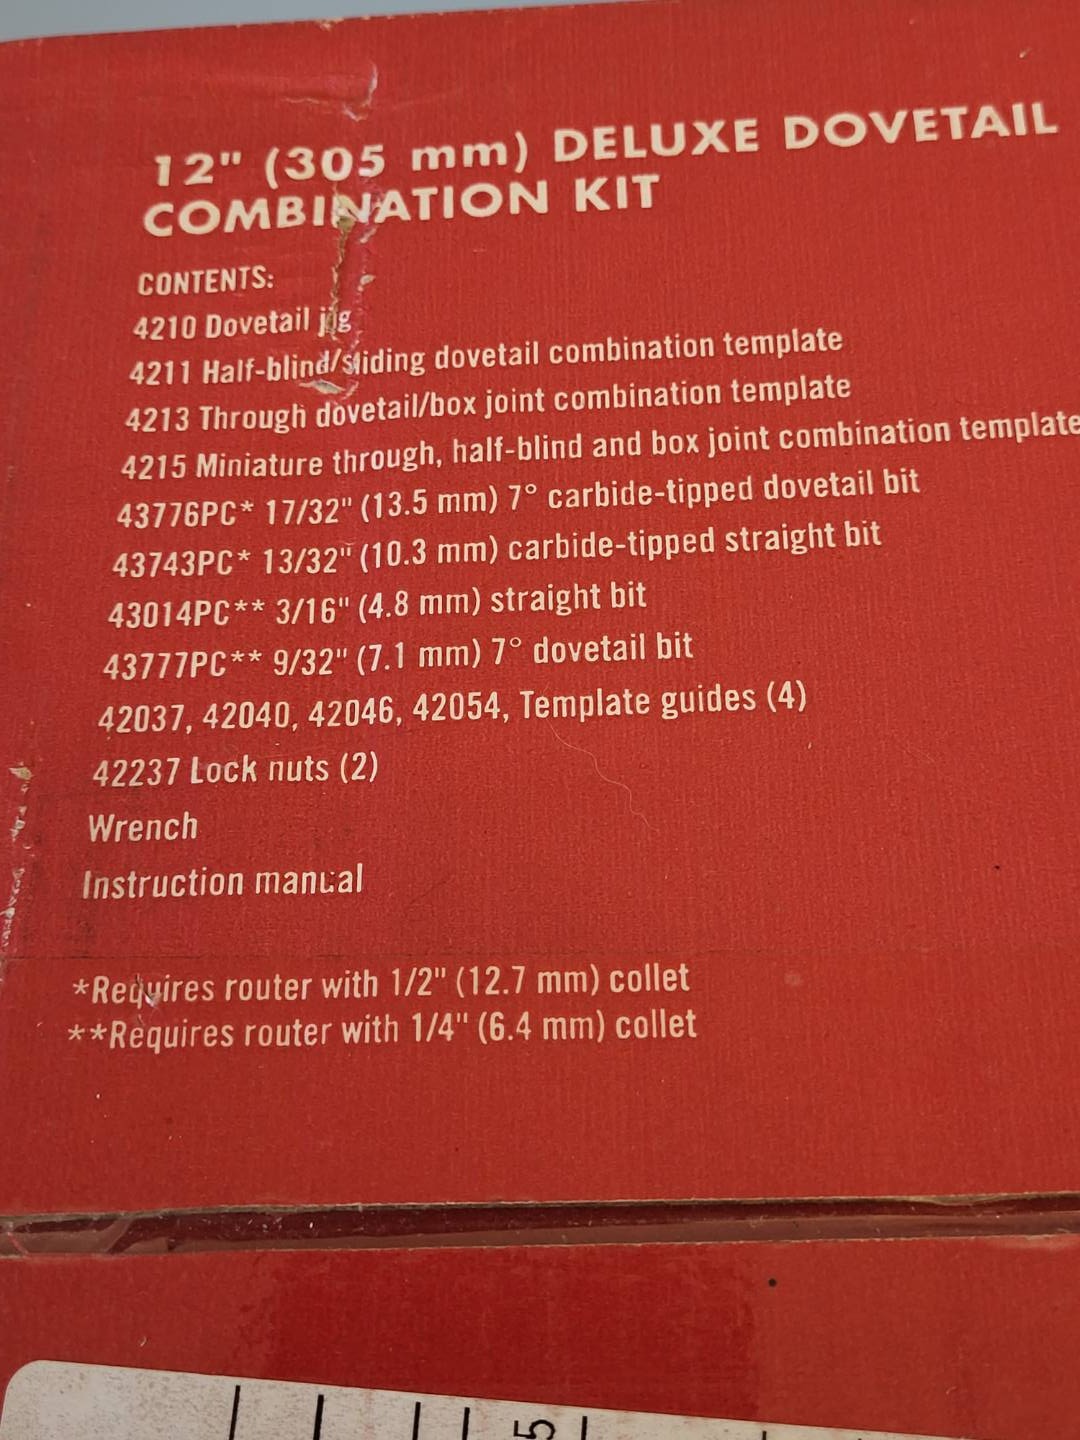 12" (305 mm) DELUXE DOVETAIL
COMBINATION KIT
CONTENTS:
4210 Dovetail jig
4211 Half-blind/sliding dovetail combination template
4213 Through dovetail/box joint combination template
4215 Miniature through, half-blind and box joint combination template
43776PC* 17/32" (13.5 mm) 7° carbide-tipped dovetail bit
43743PC* 13/32" (10.3 mm) carbide-tipped straight bit
43014PC** 3/16" (4.8 mm) straight bit
43777PC** 9/32" (7.1 mm) 7° dovetail bit
42037, 42040, 42046, 42054, Template guides (4)
42237 Lock nuts (2)
Wrench
Instruction manual
*Requires router with 1/2" (12.7 mm) collet
**Requires router with 1/4" (6.4 mm) collet
5